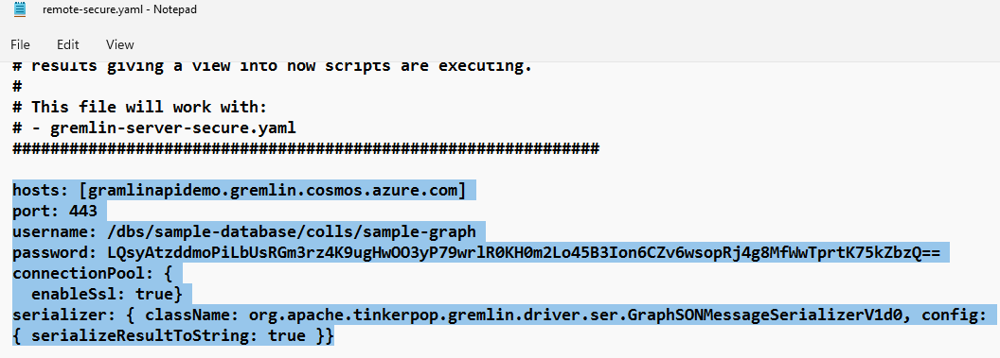 remote-secure.yaml - Notepad
File Edit View
# results giving a view into how scripts are executing.
#
# This file will work with:
# - gremlin-server-secure.yaml
##############################################################
hosts: [gramlinapidemo.gremlin.cosmos.azure.com]
port: 443
username: /dbs/sample-database/colls/sample-graph
password: LQsyAtzddmoPiLbUsRGm3rz4K9ugHwOO3yP79wrlR0KH0m2Lo45B3Ion6CZv6wsopRj4g8MfWwTprtK75kZbzQ==
connectionPool: {
enableSsl: true}
serializer: { className: org.apache.tinkerpop.gremlin.driver.ser.GraphSONMessageSerializerV1d0, config:
{ serializeResultToString: true }}